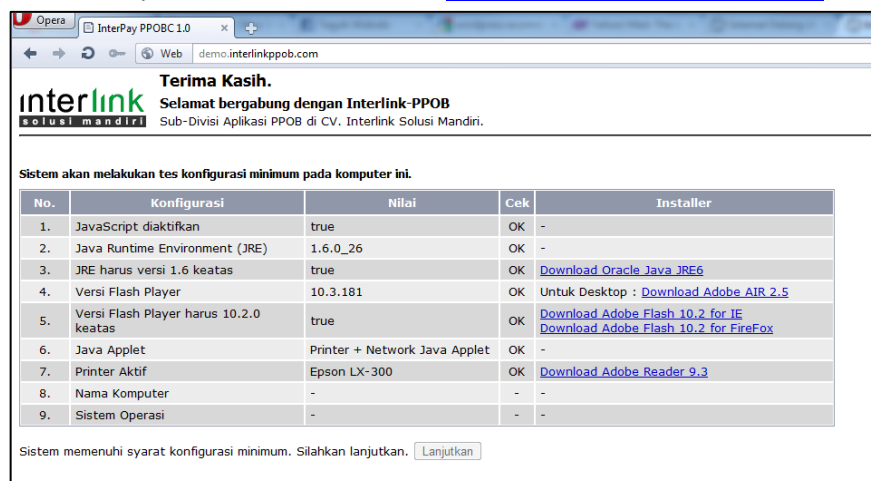 Opera
InterPay PPOBC 1.0
Web demo.interlinkppob.com
interlink
solusi mandiri
Terima Kasih.
Selamat bergabung dengan Interlink-PPOB
Sub-Divisi Aplikasi PPOB di CV. Interlink Solusi Mandiri.
Sistem akan melakukan tes konfigurasi minimum pada komputer ini.
No. Konfigurasi Nilai Cek Installer
1. JavaScript diaktifkan true OK -
2. Java Runtime Environment (JRE) 1.6.0_26 OK -
3. JRE harus versi 1.6 keatas true OK Download Oracle Java JRE6
4. Versi Flash Player 10.3.181 OK Untuk Desktop : Download Adobe AIR 2.5
5. Versi Flash Player harus 10.2.0 keatas true OK Download Adobe Flash 10.2 for IE
Download Adobe Flash 10.2 for FireFox
6. Java Applet Printer + Network Java Applet OK -
7. Printer Aktif Epson LX-300 OK Download Adobe Reader 9.3
8. Nama Komputer - - -
9. Sistem Operasi - - -
Sistem memenuhi syarat konfigurasi minimum. Silahkan lanjutkan. Lanjutkan